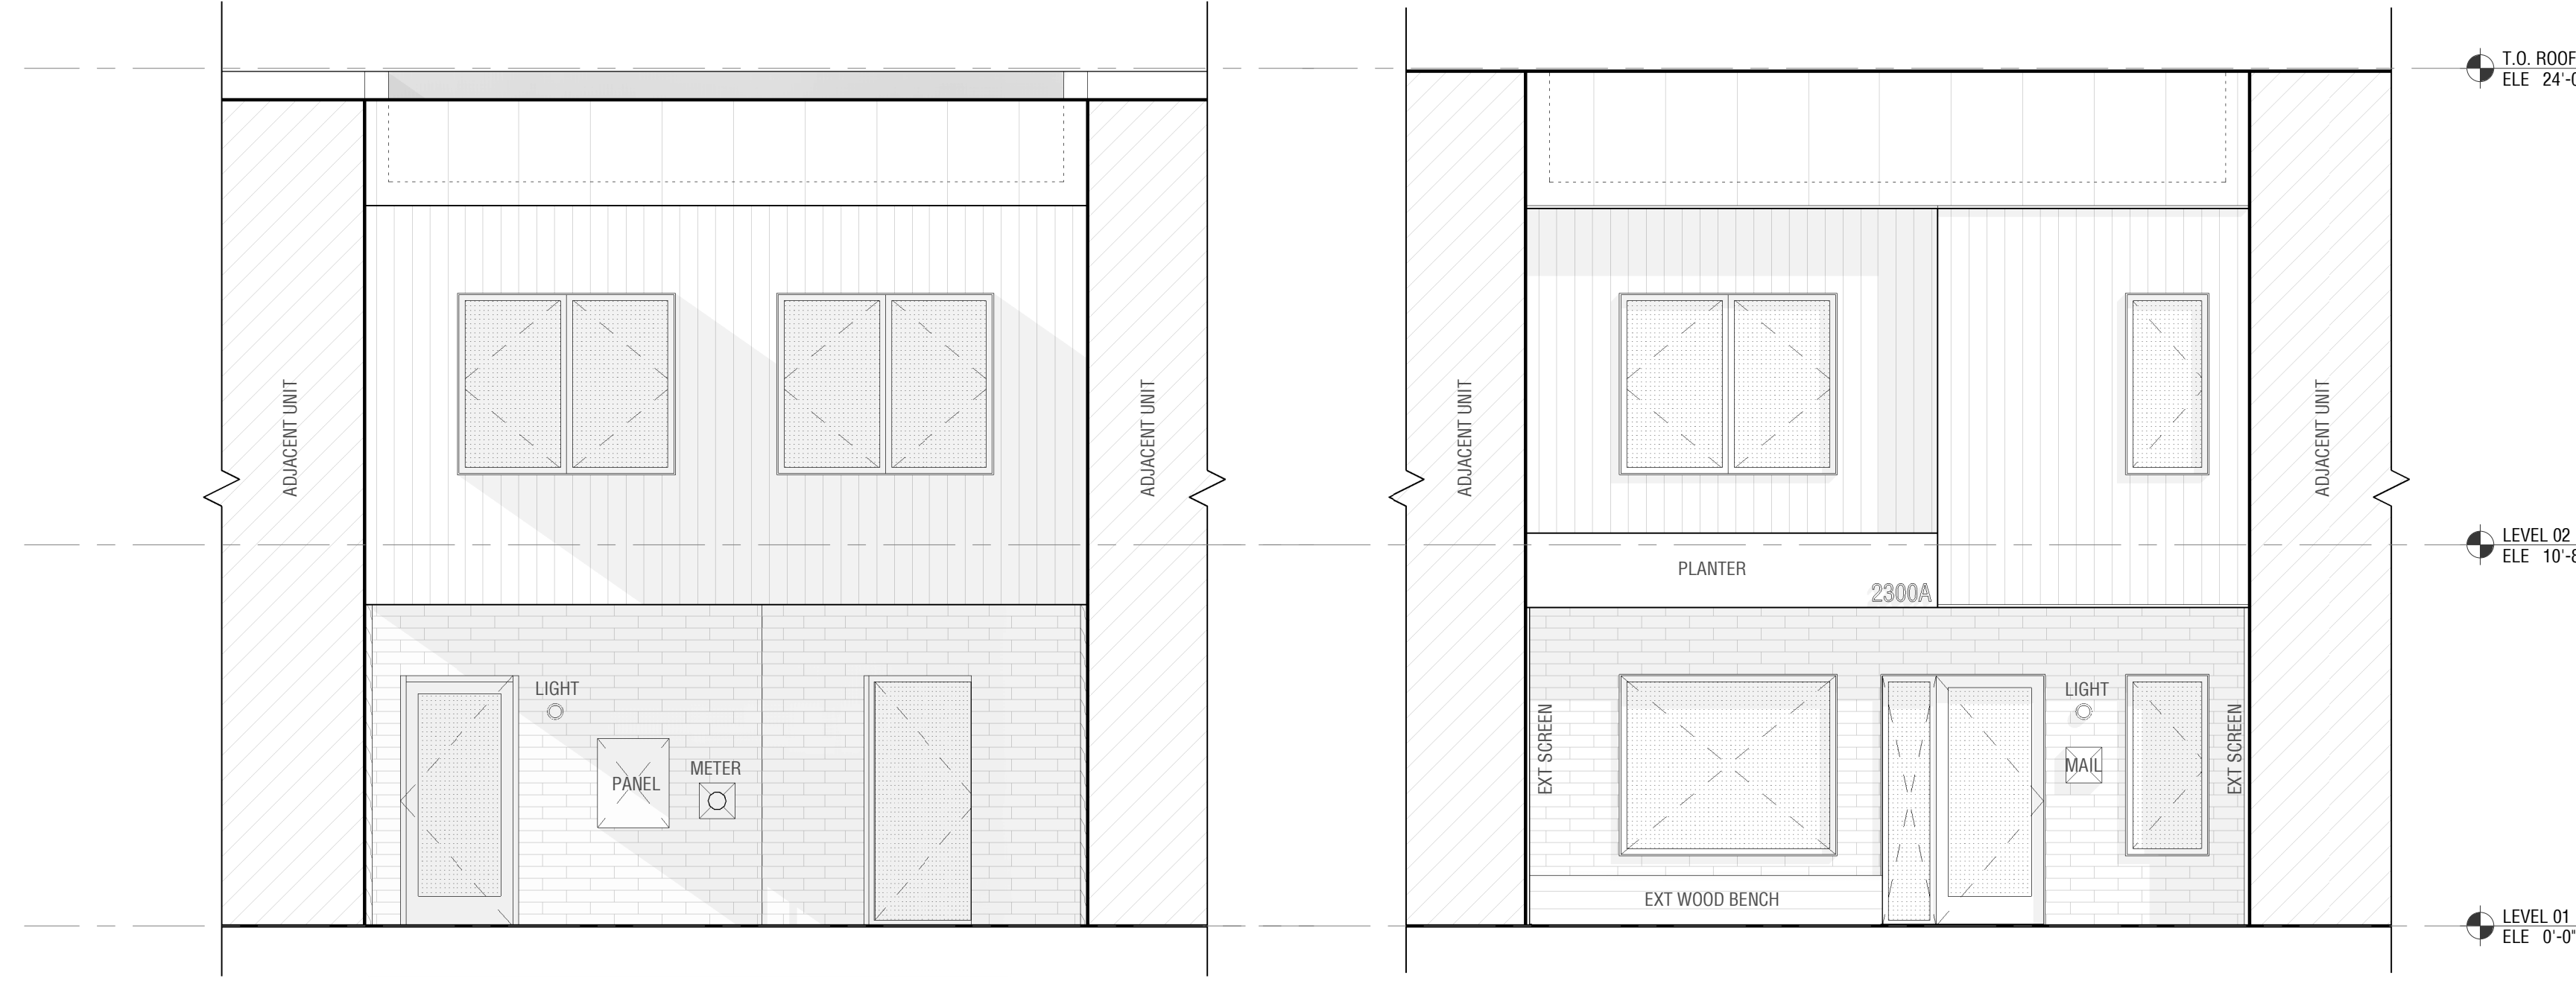 T.O. ROOF
ELE 24'-0
ADJACENT UNIT
ADJACENT UNIT
ADJACENT UNIT
ADJACENT UNIT
LEVEL 02
ELE 10'-8
PLANTER
2300A
LIGHT
PANEL
METER
EXT SCREEN
LIGHT
MAIL
EXT SCREEN
EXT WOOD BENCH
LEVEL 01
ELE 0'-0"